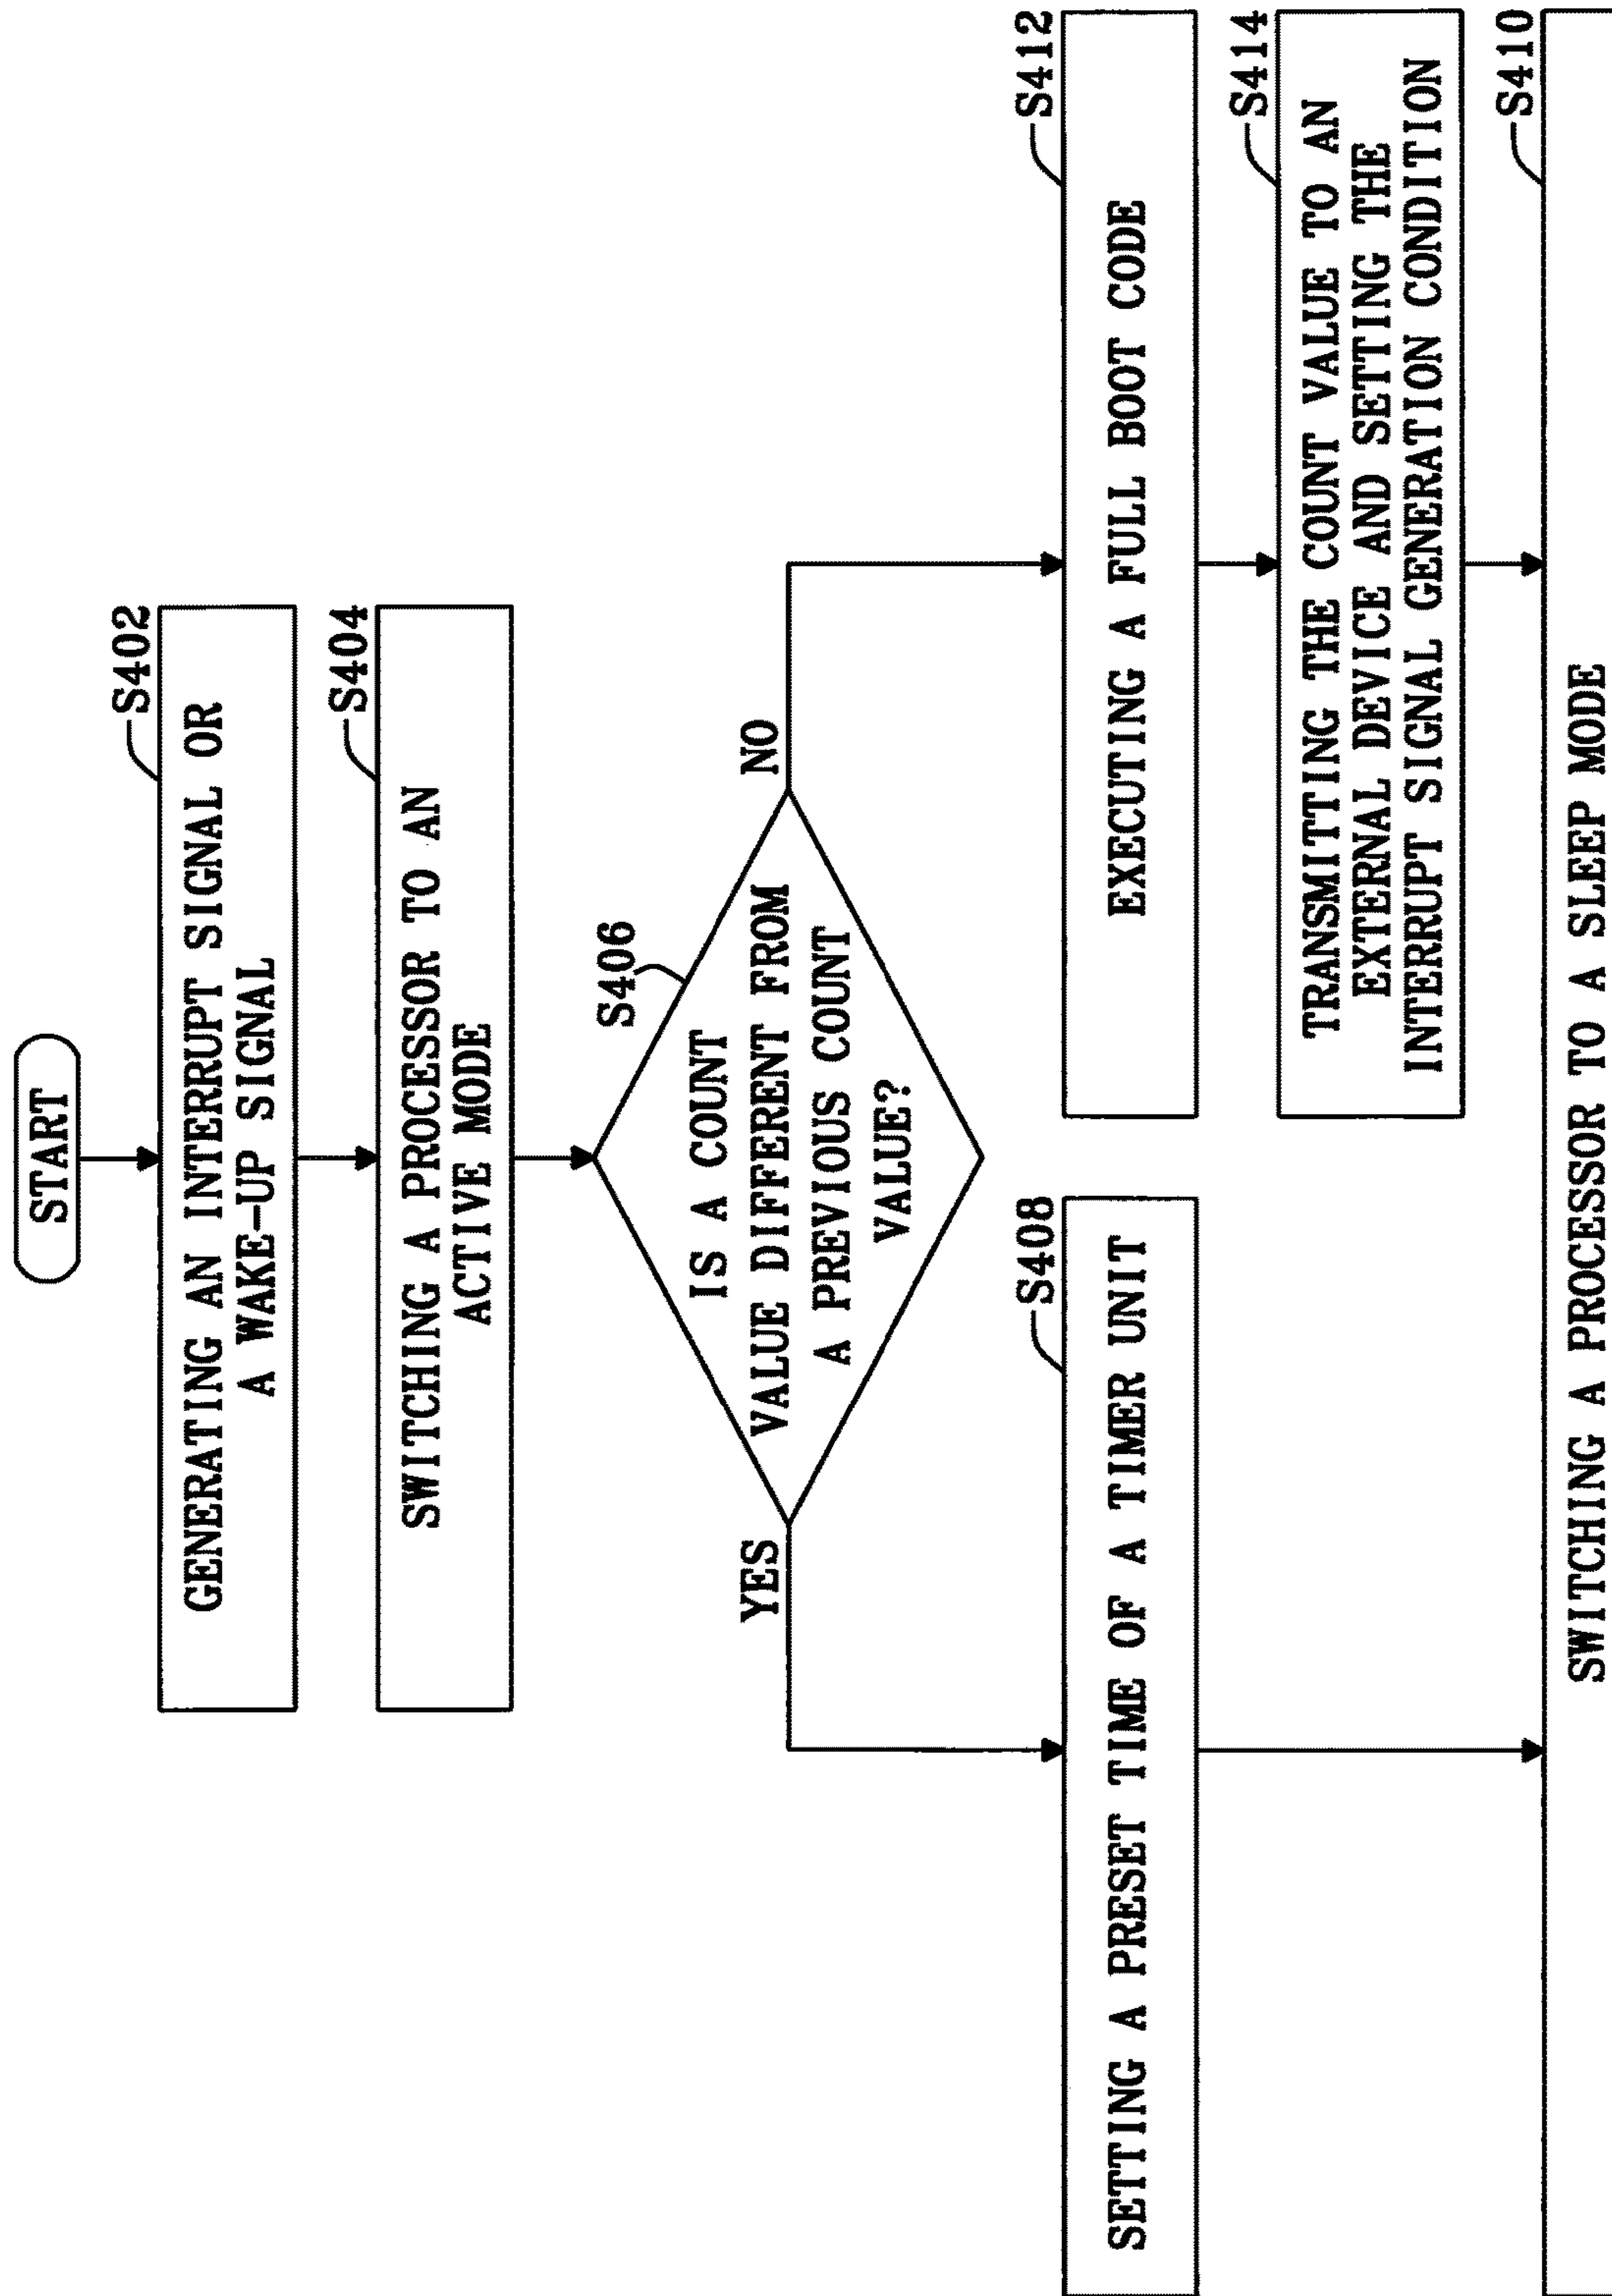 START
S402
GENERATING AN INTERRUPT SIGNAL OR
A WAKE-UP SIGNAL
S404
SWITCHING A PROCESSOR TO AN
ACTIVE MODE
S406
IS A COUNT
VALUE DIFFERENT FROM
A PREVIOUS COUNT
VALUE?
YES
NO
S408
SETTING A PRESET TIME OF A TIMER UNIT
S412
EXECUTING A FULL BOOT CODE
S414
TRANSMITTING THE COUNT VALUE TO AN
EXTERNAL DEVICE AND SETTING THE
INTERRUPT SIGNAL GENERATION CONDITION
S410
SWITCHING A PROCESSOR TO A SLEEP MODE